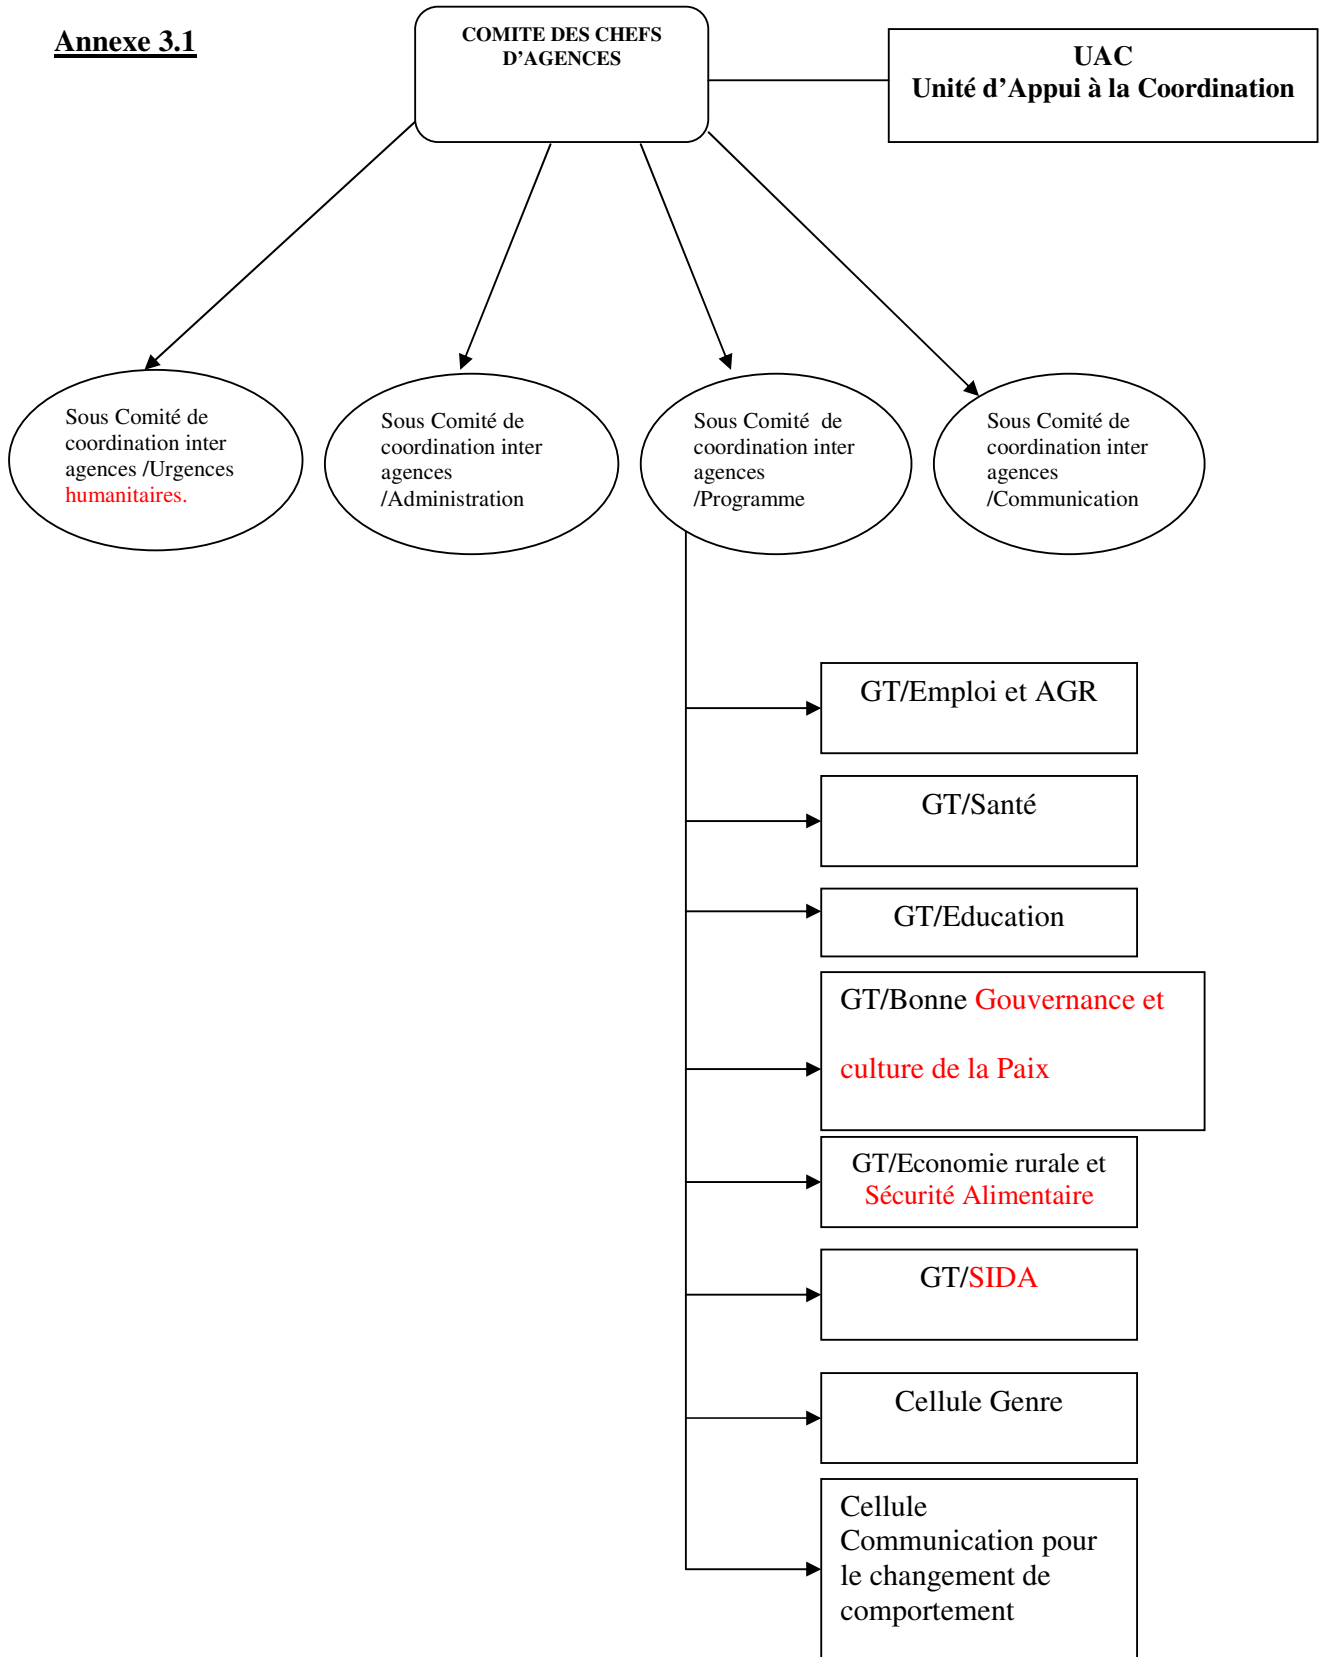 Annexe 3.1
COMITE DES CHEFS
D’AGENCES
UAC
Unité d’Appui à la Coordination
Sous Comité de
coordination inter
agences /Urgences
humanitaires.
Sous Comité de
coordination inter
agences
/Administration
Sous Comité de
coordination inter
agences
/Programme
Sous Comité de
coordination inter
agences
/Communication
GT/Emploi et AGR
GT/Santé
GT/Education
GT/Bonne Gouvernance et
culture de la Paix
GT/Economie rurale et
Sécurité Alimentaire
GT/SIDA
Cellule Genre
Cellule
Communication pour
le changement de
comportement